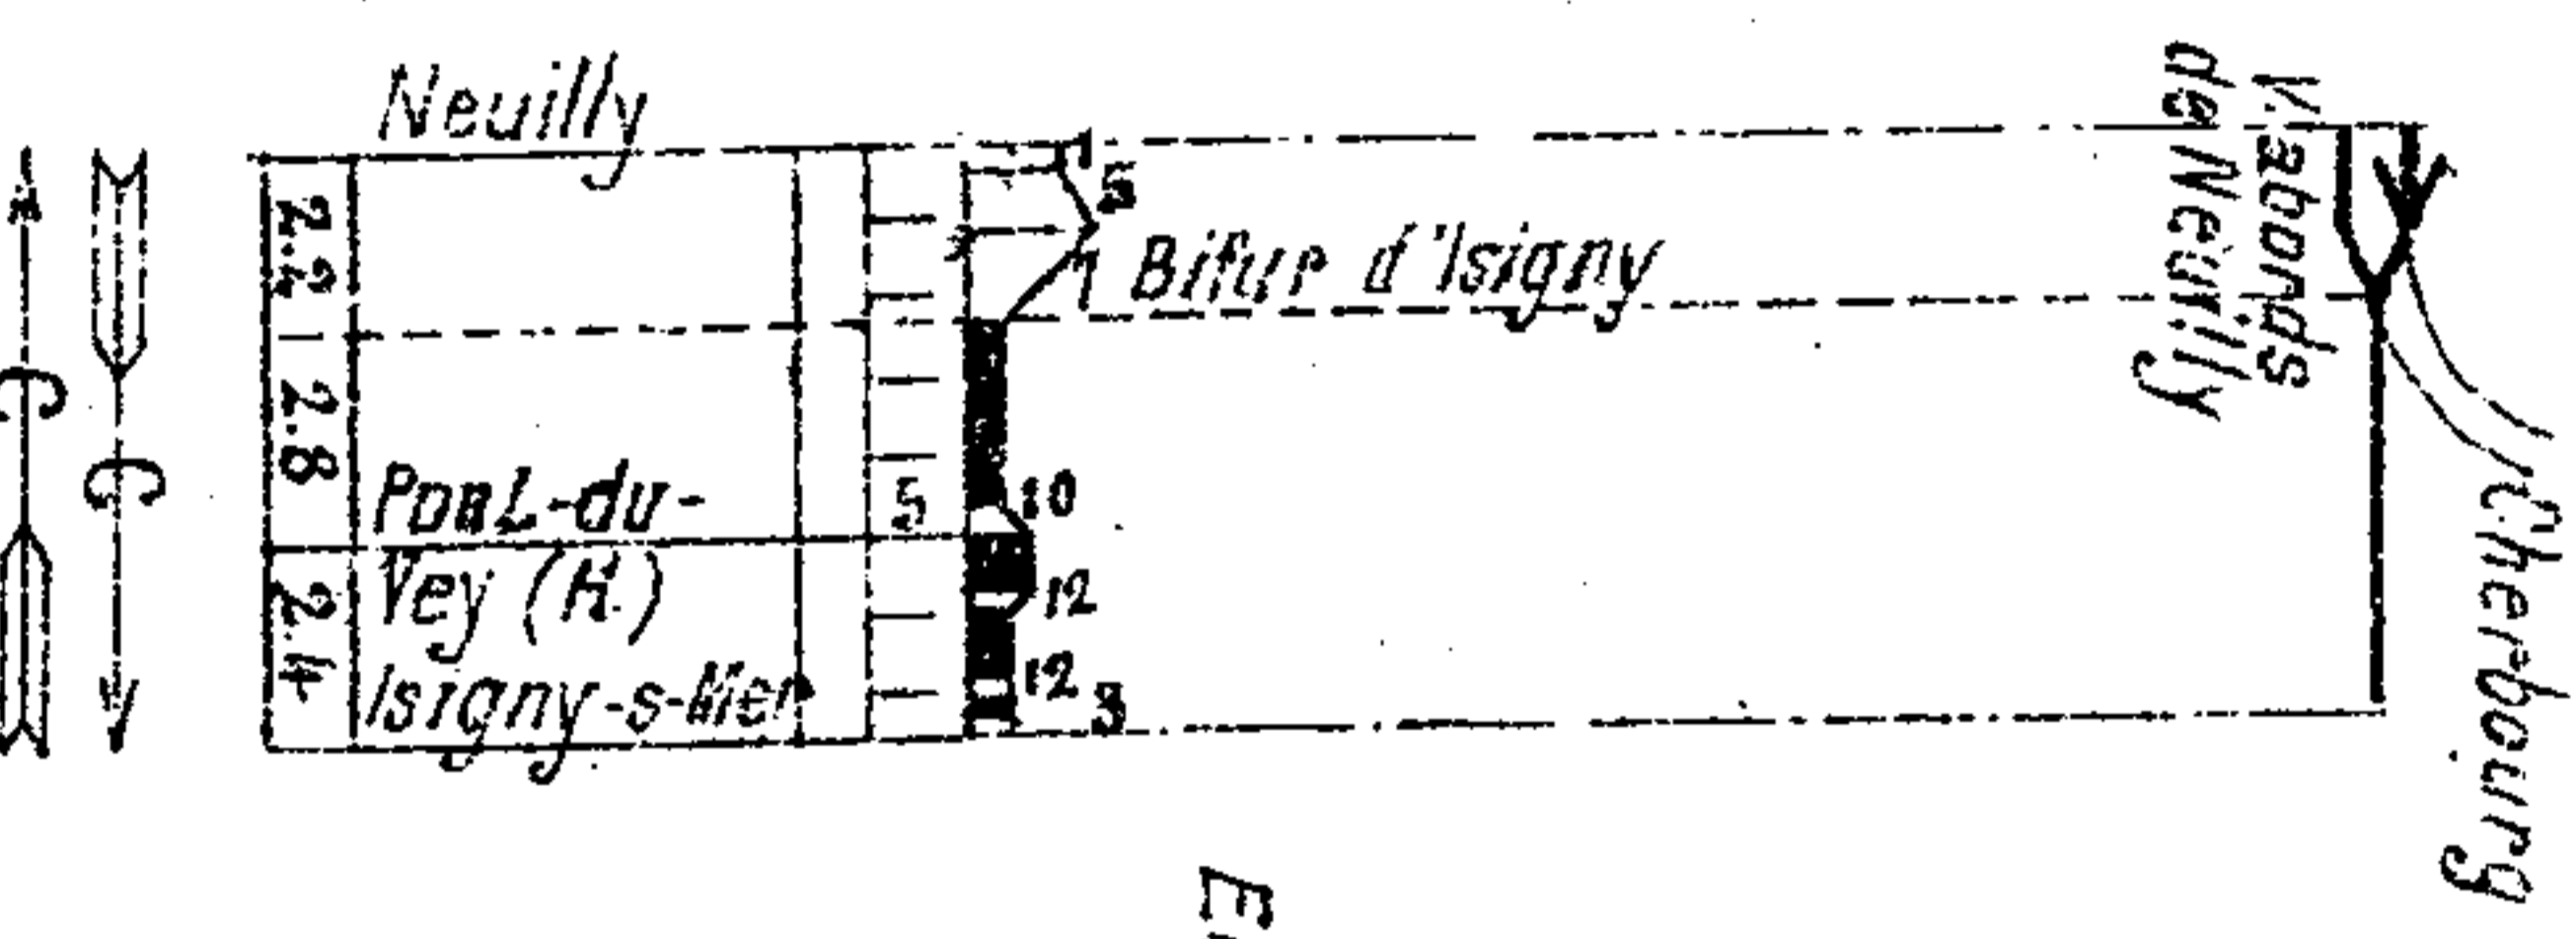 Neuilly
2.2
5
1
Bifur d'Isigny
V. abords
de Neuilly
2.8
Pont-du-
Vey (H.)
5
10
12
2.4
Isigny-s-Mer
12
3
Cherbourg